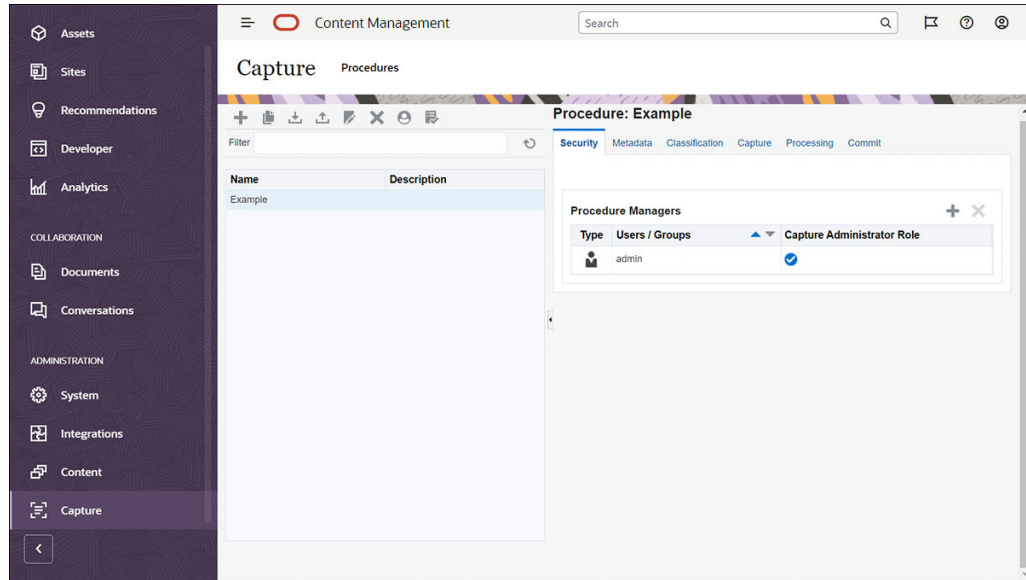 Assets
Sites
Recommendations
Developer
Analytics
COLLABORATION
Documents
Conversations
ADMINISTRATION
System
Integrations
Content
Capture
Content Management
Search
Capture
Procedures
Filter
Name Description
Example
Procedure: Example
Security Metadata Classification Capture Processing Commit
Procedure Managers
Type Users / Groups Capture Administrator Role
admin